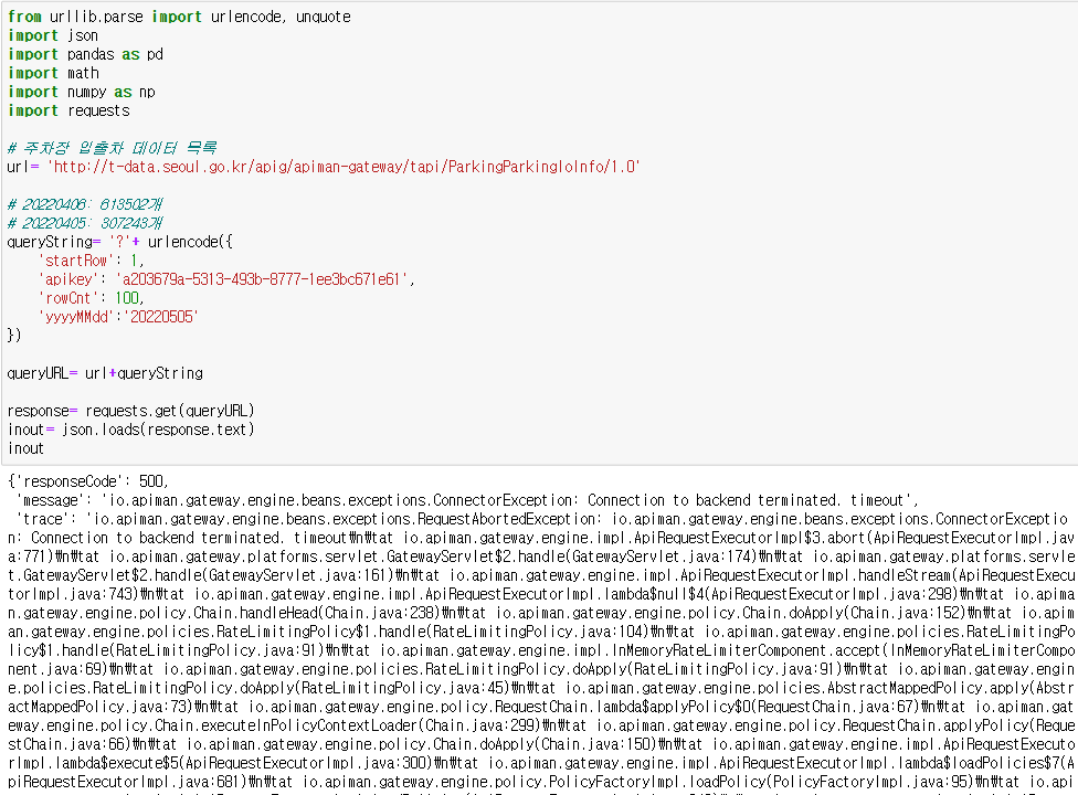 from urllib.parse import urlencode, unquote
import json
import pandas as pd
import math
import numpy as np
import requests
# 주차장 입출차 데이터 목록
url= 'http://t-data.seoul.go.kr/apig/apiman-gateway/tapi/ParkingParkingIoInfo/1.0'
# 20220406: 613502개
# 20220405: 307243개
queryString= '?'+ urlencode({
    'startRow': 1,
    'apikey': 'a203679a-5313-493b-8777-1ee3bc671e61',
    'rowCnt': 100,
    'yyyyMMdd':'20220505'
})
queryURL= url+queryString
response= requests.get(queryURL)
inout= json.loads(response.text)
inout
{'responseCode': 500,
 'message': 'io.apiman.gateway.engine.beans.exceptions.ConnectorException: Connection to backend terminated. timeout',
 'trace': 'io.apiman.gateway.engine.beans.exceptions.RequestAbortedException: io.apiman.gateway.engine.beans.exceptions.ConnectorExceptio
n: Connection to backend terminated. timeout₩n₩tat io.apiman.gateway.engine.impl.ApiRequestExecutorImpl$3.abort(ApiRequestExecutorImpl.jav
a:771)₩n₩tat io.apiman.gateway.platforms.servlet.GatewayServlet$2.handle(GatewayServlet.java:174)₩n₩tat io.apiman.gateway.platforms.servle
t.GatewayServlet$2.handle(GatewayServlet.java:161)₩n₩tat io.apiman.gateway.engine.impl.ApiRequestExecutorImpl.handleStream(ApiRequestExecu
torImpl.java:743)₩n₩tat io.apiman.gateway.engine.impl.ApiRequestExecutorImpl.lambda$null$4(ApiRequestExecutorImpl.java:298)₩n₩tat io.apima
n.gateway.engine.policy.Chain.handleHead(Chain.java:238)₩n₩tat io.apiman.gateway.engine.policy.Chain.doApply(Chain.java:152)₩n₩tat io.apim
an.gateway.engine.policies.RateLimitingPolicy$1.handle(RateLimitingPolicy.java:104)₩n₩tat io.apiman.gateway.engine.policies.RateLimitingPo
licy$1.handle(RateLimitingPolicy.java:91)₩n₩tat io.apiman.gateway.engine.impl.InMemoryRateLimiterComponent.accept(InMemoryRateLimiterCompo
nent.java:69)₩n₩tat io.apiman.gateway.engine.policies.RateLimitingPolicy.doApply(RateLimitingPolicy.java:91)₩n₩tat io.apiman.gateway.engin
e.policies.RateLimitingPolicy.doApply(RateLimitingPolicy.java:45)₩n₩tat io.apiman.gateway.engine.policies.AbstractMappedPolicy.apply(Abstr
actMappedPolicy.java:73)₩n₩tat io.apiman.gateway.engine.policy.RequestChain.lambda$applyPolicy$0(RequestChain.java:67)₩n₩tat io.apiman.gat
eway.engine.policy.Chain.executeInPolicyContextLoader(Chain.java:299)₩n₩tat io.apiman.gateway.engine.policy.RequestChain.applyPolicy(Reque
stChain.java:66)₩n₩tat io.apiman.gateway.engine.policy.Chain.doApply(Chain.java:150)₩n₩tat io.apiman.gateway.engine.impl.ApiRequestExecuto
rImpl.lambda$execute$5(ApiRequestExecutorImpl.java:300)₩n₩tat io.apiman.gateway.engine.impl.ApiRequestExecutorImpl.lambda$loadPolicies$7(A
piRequestExecutorImpl.java:681)₩n₩tat io.apiman.gateway.engine.policy.PolicyFactoryImpl.loadPolicy(PolicyFactoryImpl.java:95)₩n₩tat io.api